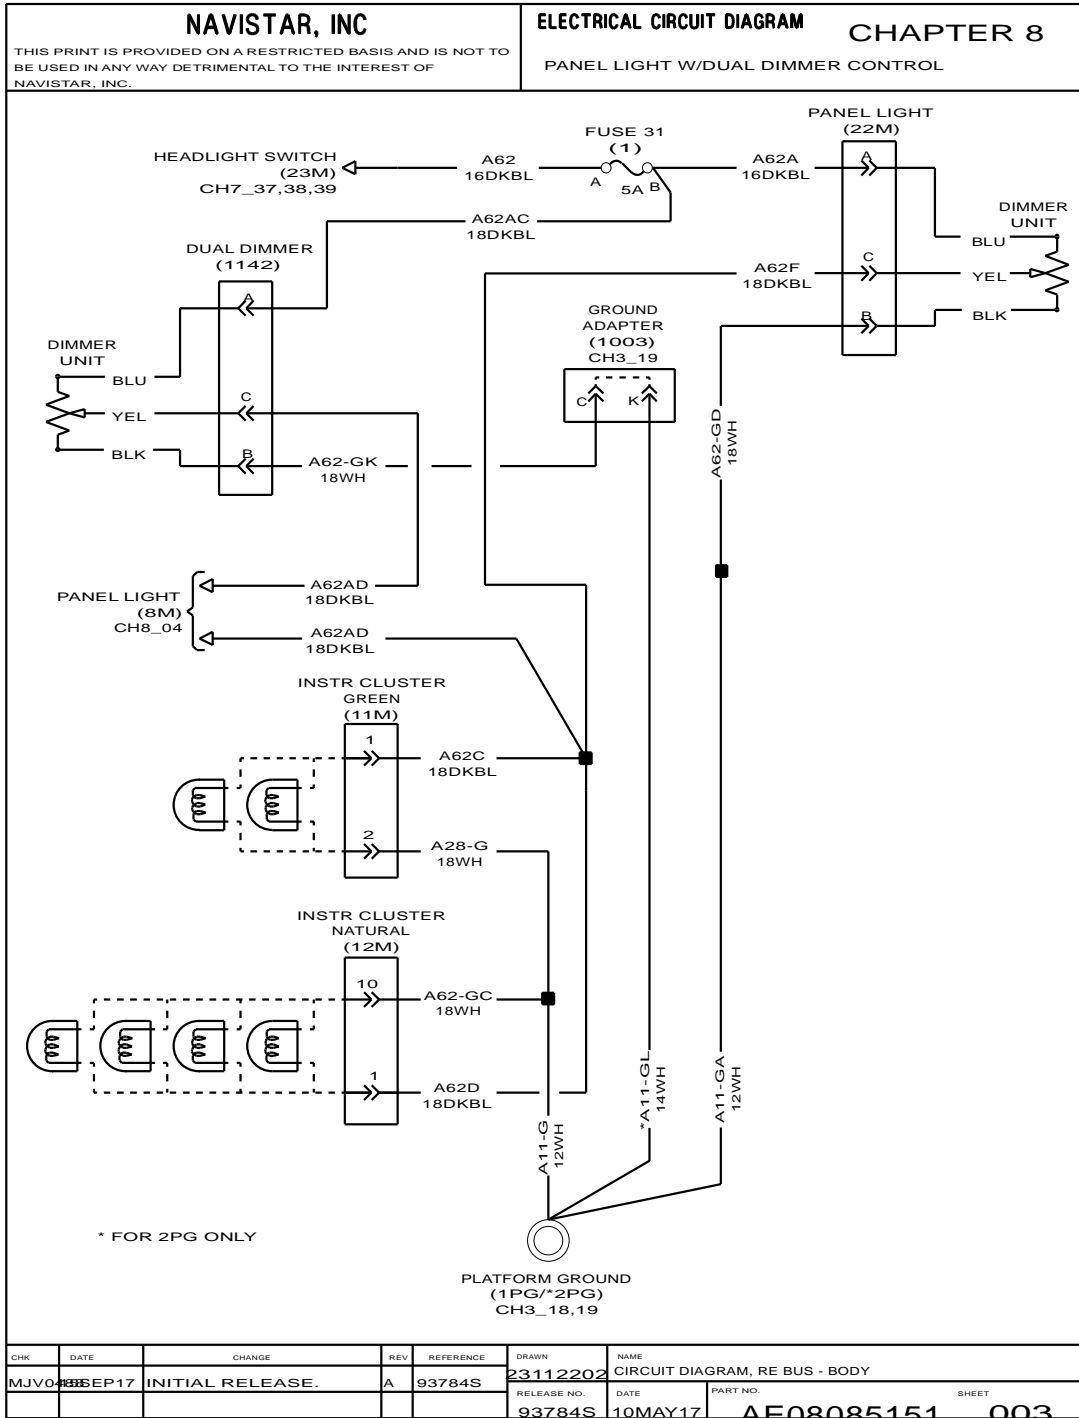 NAVISTAR, INC
THIS PRINT IS PROVIDED ON A RESTRICTED BASIS AND IS NOT TO
BE USED IN ANY WAY DETRIMENTAL TO THE INTEREST OF
NAVISTAR, INC.
ELECTRICAL CIRCUIT DIAGRAM
CHAPTER 8
PANEL LIGHT W/DUAL DIMMER CONTROL
PANEL LIGHT
(22M)
FUSE 31
(1)
HEADLIGHT SWITCH
(23M)
CH7_37,38,39
A62
16DKBL
A
5A
B
A62A
16DKBL
A
DIMMER
UNIT
A62AC
18DKBL
BLU
DUAL DIMMER
(1142)
A62F
18DKBL
C
YEL
A
GROUND
ADAPTER
(1003)
CH3_19
B
BLK
DIMMER
UNIT
BLU
C
YEL
C
K
BLK
B
A62-GK
18WH
A62-GD
18WH
PANEL LIGHT
(8M)
CH8_04
A62AD
18DKBL
A62AD
18DKBL
INSTR CLUSTER
GREEN
(11M)
1
A62C
18DKBL
2
A28-G
18WH
INSTR CLUSTER
NATURAL
(12M)
10
A62-GC
18WH
1
A62D
18DKBL
A11-G
12WH
*A11-GL
14WH
A11-GA
12WH
* FOR 2PG ONLY
PLATFORM GROUND
(1PG/*2PG)
CH3_18,19
CHK
DATE
CHANGE
REV
REFERENCE
DRAWN
NAME
SEP17
INITIAL RELEASE.
A
93784S
23112202
CIRCUIT DIAGRAM, RE BUS - BODY
RELEASE NO.
DATE
PART NO.
SHEET
93784S
10MAY17
AE08085151
003